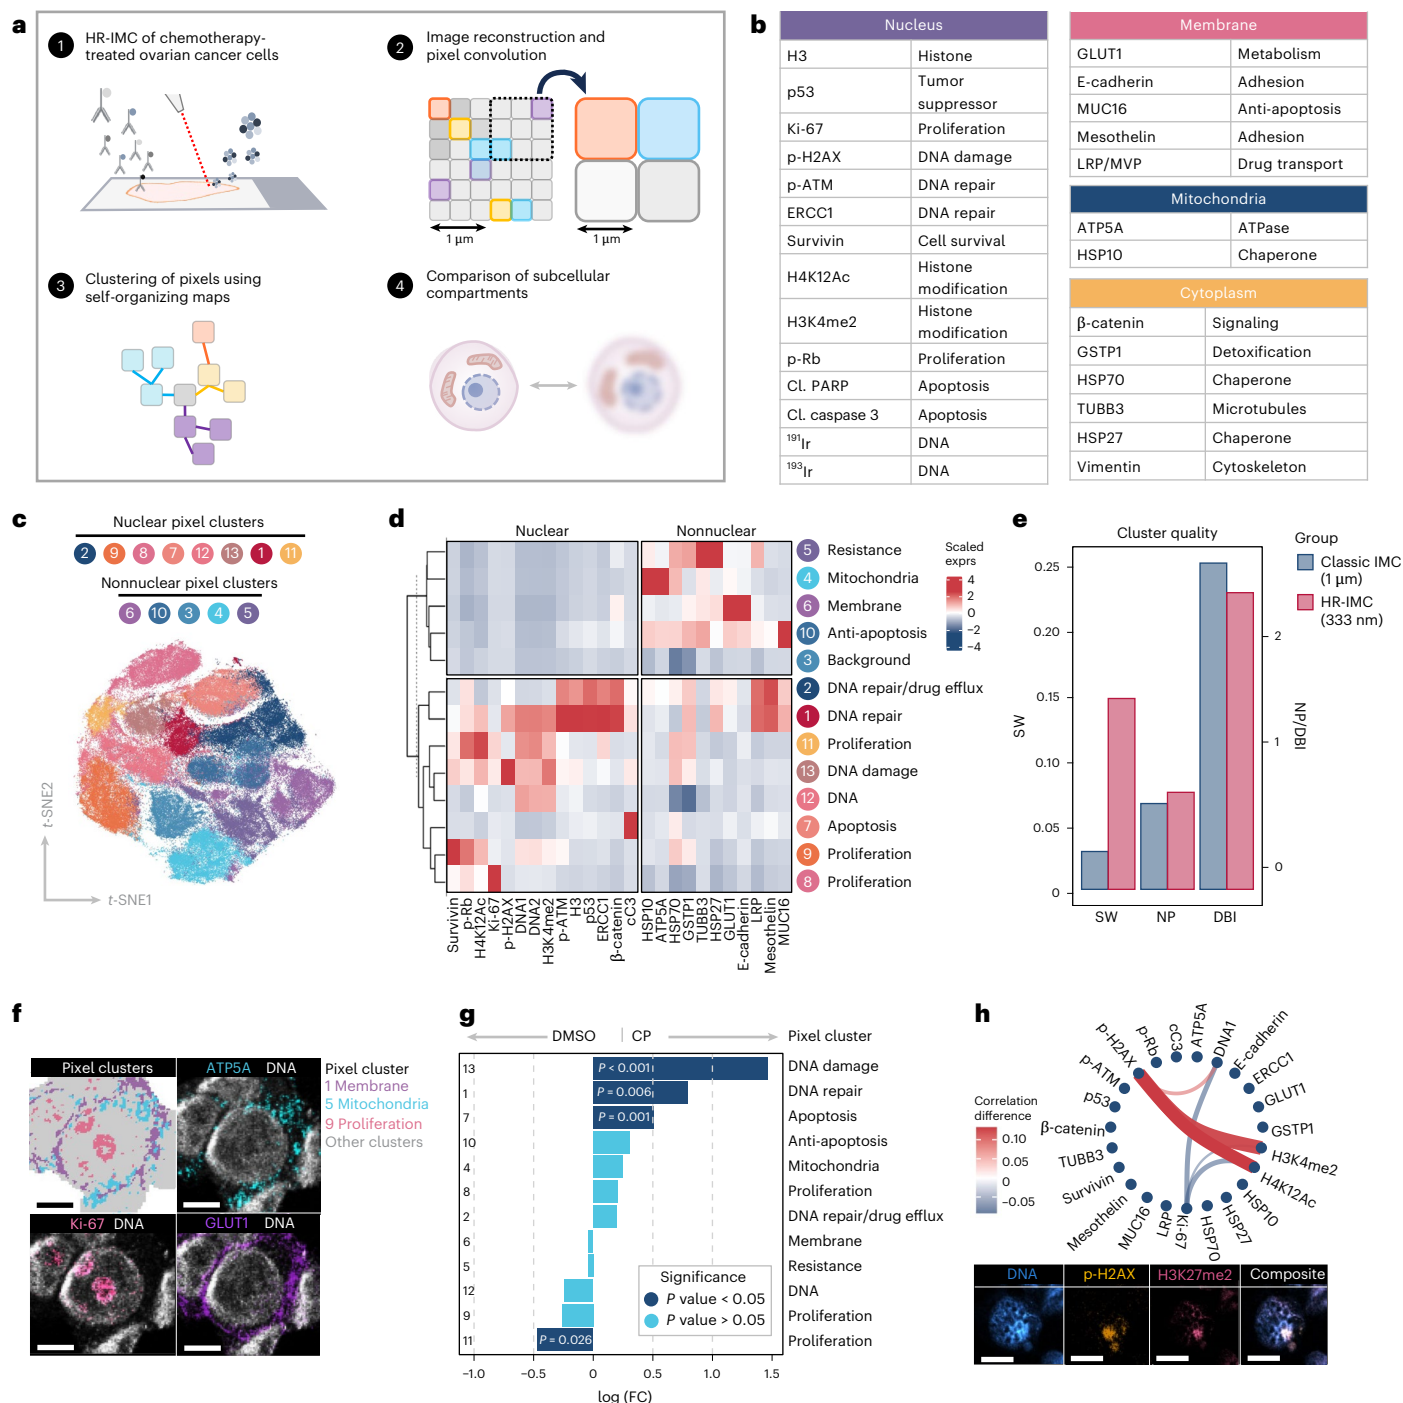 a
1 HR-IMC of chemotherapy-
treated ovarian cancer cells
2 Image reconstruction and
pixel convolution
1 µm
1 µm
3 Clustering of pixels using
self-organizing maps
4 Comparison of subcellular
compartments
b
Nucleus
H3 Histone
p53 Tumor
suppressor
Ki-67 Proliferation
p-H2AX DNA damage
p-ATM DNA repair
ERCC1 DNA repair
Survivin Cell survival
H4K12Ac Histone
modification
H3K4me2 Histone
modification
p-Rb Proliferation
Cl. PARP Apoptosis
Cl. caspase 3 Apoptosis
191Ir DNA
193Ir DNA
Membrane
GLUT1 Metabolism
E-cadherin Adhesion
MUC16 Anti-apoptosis
Mesothelin Adhesion
LRP/MVP Drug transport
Mitochondria
ATP5A ATPase
HSP10 Chaperone
Cytoplasm
β-catenin Signaling
GSTP1 Detoxification
HSP70 Chaperone
TUBB3 Microtubules
HSP27 Chaperone
Vimentin Cytoskeleton
c
Nuclear pixel clusters
2 9 8 7 12 13 1 11
Nonnuclear pixel clusters
6 10 3 4 5
t-SNE2
t-SNE1
d
Nuclear Nonnuclear
5 Resistance
4 Mitochondria
6 Membrane
10 Anti-apoptosis
3 Background
2 DNA repair/drug efflux
1 DNA repair
11 Proliferation
13 DNA damage
12 DNA
7 Apoptosis
9 Proliferation
8 Proliferation
Scaled
exprs
4
2
0
−2
−4
Survivin
p-Rb
H4K12Ac
Ki-67
p-H2AX
DNA1
DNA2
H3K4me2
p-ATM
H3
p53
ERCC1
β-catenin
cC3
HSP10
ATP5A
HSP70
GSTP1
TUBB3
HSP27
GLUT1
E-cadherin
LRP
Mesothelin
MUC16
e
Cluster quality
SW
0.25
0.20
0.15
0.10
0.05
0
2
1
0
NP/DBI
SW NP DBI
Group
Classic IMC
(1 µm)
HR-IMC
(333 nm)
f
Pixel clusters
ATP5A DNA
Ki-67 DNA
GLUT1 DNA
Pixel cluster
1 Membrane
5 Mitochondria
9 Proliferation
Other clusters
g
DMSO CP Pixel cluster
13 P < 0.001 DNA damage
1 P = 0.006 DNA repair
7 P = 0.001 Apoptosis
10 Anti-apoptosis
4 Mitochondria
8 Proliferation
2 DNA repair/drug efflux
6 Membrane
5 Resistance
12 DNA
9 Proliferation
11 P = 0.026 Proliferation
Significance
P value < 0.05
P value > 0.05
−1.0 −0.5 0 0.5 1.0 1.5
log (FC)
h
Correlation
difference
0.10
0.05
0
−0.05
ATP5A
DNA1
E-cadherin
ERCC1
GLUT1
GSTP1
H3K4me2
H4K12Ac
HSP10
HSP27
HSP70
Ki-67
LRP
MUC16
Mesothelin
Survivin
TUBB3
β-catenin
p53
p-ATM
p-H2AX
p-Rb
cC3
DNA p-H2AX H3K27me2 Composite